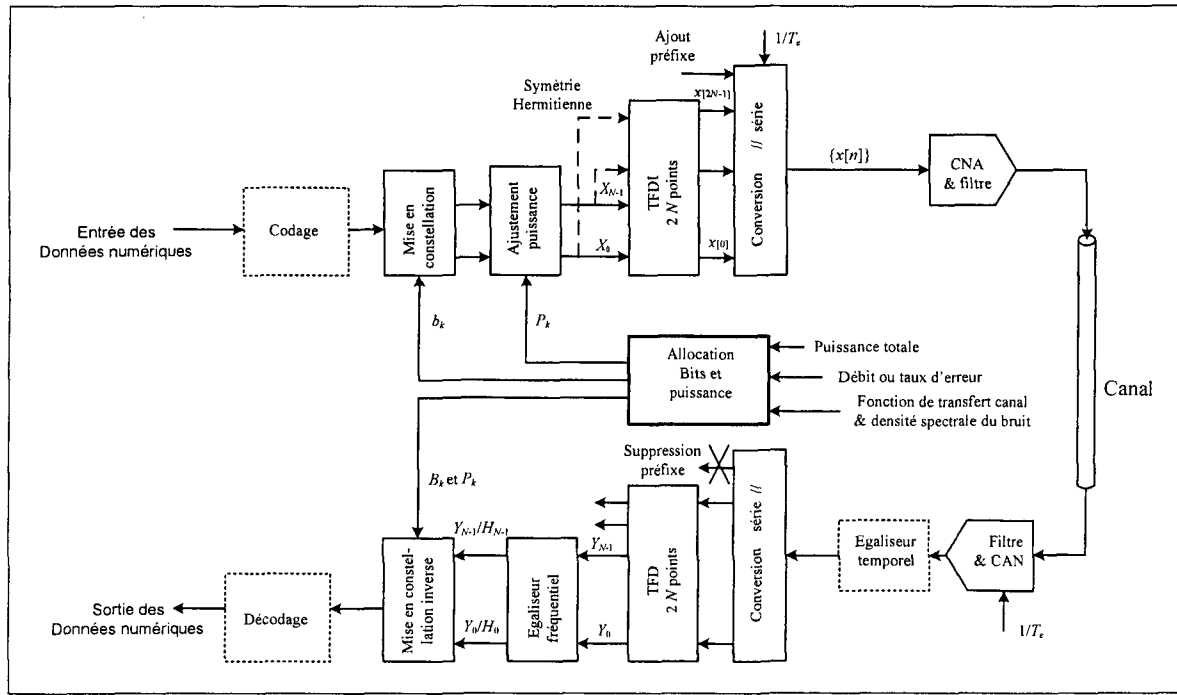 Ajout
préfixe
1/Tₑ
Symètrie
Hermitienne
x[2N-1]
Entrée des
Données numériques
Codage
Mise en
constellation
Ajustement
puissance
X_{N-1}
X₀
TFDI
2 N points
x[0]
Conversion // série
{x[n]}
CNA
& filtre
b_k
P_k
Allocation
Bits et
puissance
Puissance totale
Débit ou taux d'erreur
Fonction de transfert canal
& densité spectrale du bruit
Canal
Suppression
préfixe
B_k et P_k
Y_{N-1}/H_{N-1}
Y_{N-1}
Sortie des
Données numériques
Décodage
Mise en constel-
lation inverse
Y₀/H₀
Egaliseur
fréquentiel
Y₀
TFD
2 N points
Conversion série //
Egaliseur
temporel
Filtre
& CAN
1/Tₑ